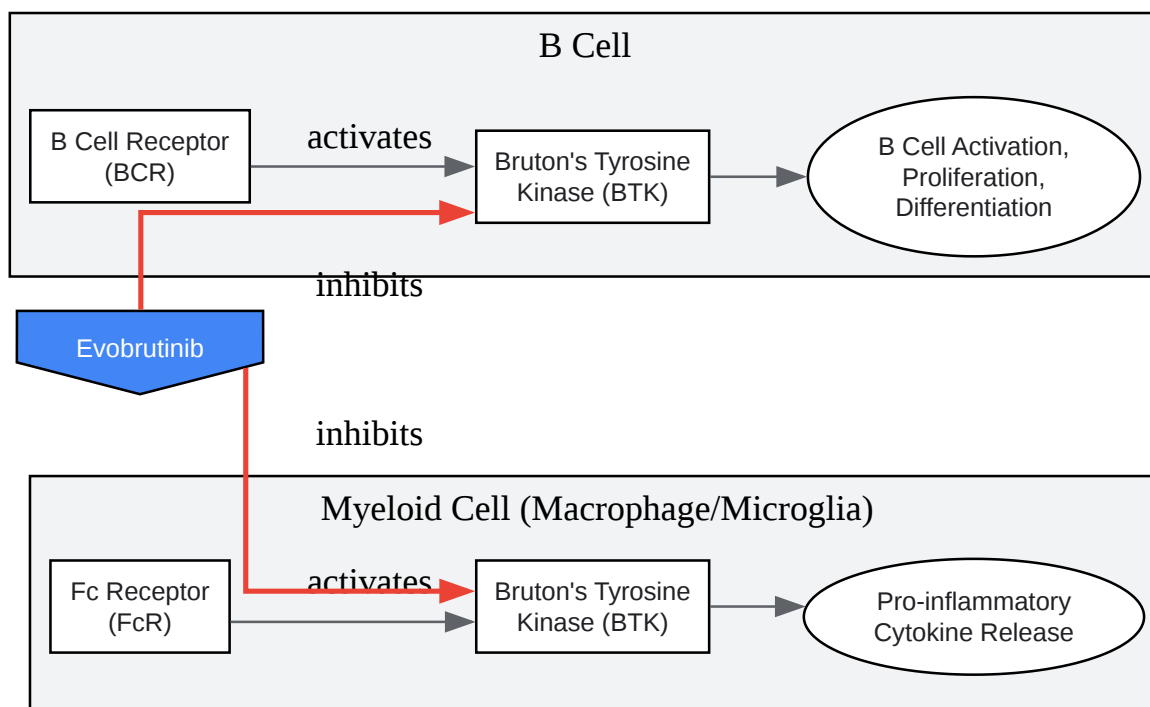 B Cell
B Cell Receptor
(BCR)
activates
Bruton's Tyrosine
Kinase (BTK)
B Cell Activation,
Proliferation,
Differentiation
inhibits
Evobrutinib
inhibits
Myeloid Cell (Macrophage/Microglia)
Fc Receptor
(FcR)
activates
Bruton's Tyrosine
Kinase (BTK)
Pro-inflammatory
Cytokine Release